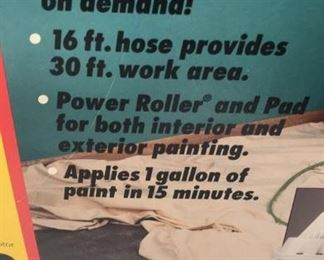 on demand!
• 16 ft. hose provides
30 ft. work area.
• Power Roller® and Pad
for both interior and
exterior painting.
• Applies 1 gallon of
paint in 15 minutes.